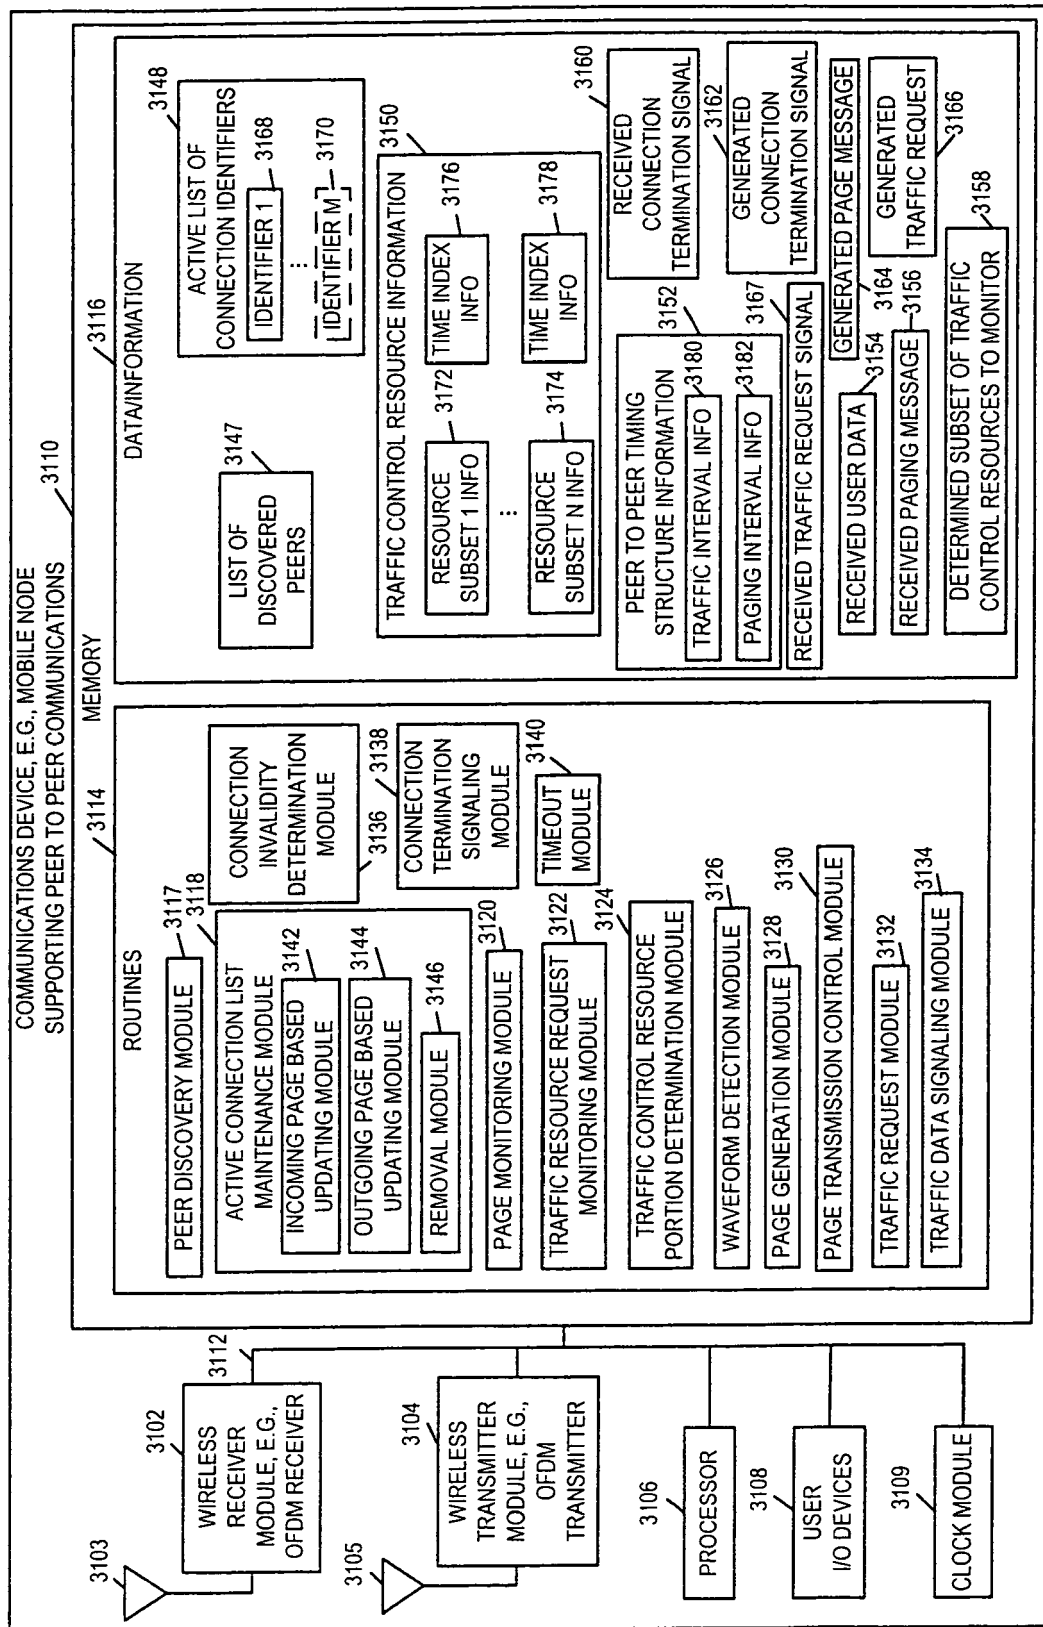 COMMUNICATIONS DEVICE, E.G., MOBILE NODE
SUPPORTING PEER TO PEER COMMUNICATIONS
3110
3103
3102
WIRELESS
RECEIVER
MODULE, E.G.,
OFDM RECEIVER
3112
3105
3104
WIRELESS
TRANSMITTER
MODULE, E.G.,
OFDM
TRANSMITTER
3106
PROCESSOR
3108
USER
I/O DEVICES
3109
CLOCK MODULE
MEMORY
3114
ROUTINES
PEER DISCOVERY MODULE
3117
3118
ACTIVE CONNECTION LIST
MAINTENANCE MODULE
3142
INCOMING PAGE BASED
UPDATING MODULE
3144
OUTGOING PAGE BASED
UPDATING MODULE
3146
REMOVAL MODULE
3120
PAGE MONITORING MODULE
3122
TRAFFIC RESOURCE REQUEST
MONITORING MODULE
3124
TRAFFIC CONTROL RESOURCE
PORTION DETERMINATION MODULE
3126
WAVEFORM DETECTION MODULE
3128
PAGE GENERATION MODULE
3130
PAGE TRANSMISSION CONTROL MODULE
3132
TRAFFIC REQUEST MODULE
3134
TRAFFIC DATA SIGNALING MODULE
CONNECTION
INVALIDITY
DETERMINATION
MODULE
3136
3138
CONNECTION
TERMINATION
SIGNALING
MODULE
3140
TIMEOUT
MODULE
3116
DATA/INFORMATION
3147
LIST OF
DISCOVERED
PEERS
3148
ACTIVE LIST OF
CONNECTION IDENTIFIERS
3168
IDENTIFIER 1
⋮
3170
IDENTIFIER M
3150
TRAFFIC CONTROL RESOURCE INFORMATION
3172
RESOURCE
SUBSET 1 INFO
3176
TIME INDEX
INFO
⋮
3174
RESOURCE
SUBSET N INFO
3178
TIME INDEX
INFO
3152
PEER TO PEER TIMING
STRUCTURE INFORMATION
3180
TRAFFIC INTERVAL INFO
3182
PAGING INTERVAL INFO
3167
RECEIVED TRAFFIC REQUEST SIGNAL
3154
RECEIVED USER DATA
3156
RECEIVED PAGING MESSAGE
3158
DETERMINED SUBSET OF TRAFFIC
CONTROL RESOURCES TO MONITOR
3160
RECEIVED
CONNECTION
TERMINATION SIGNAL
3162
GENERATED
CONNECTION
TERMINATION SIGNAL
3164
GENERATED PAGE MESSAGE
GENERATED
TRAFFIC REQUEST
3166